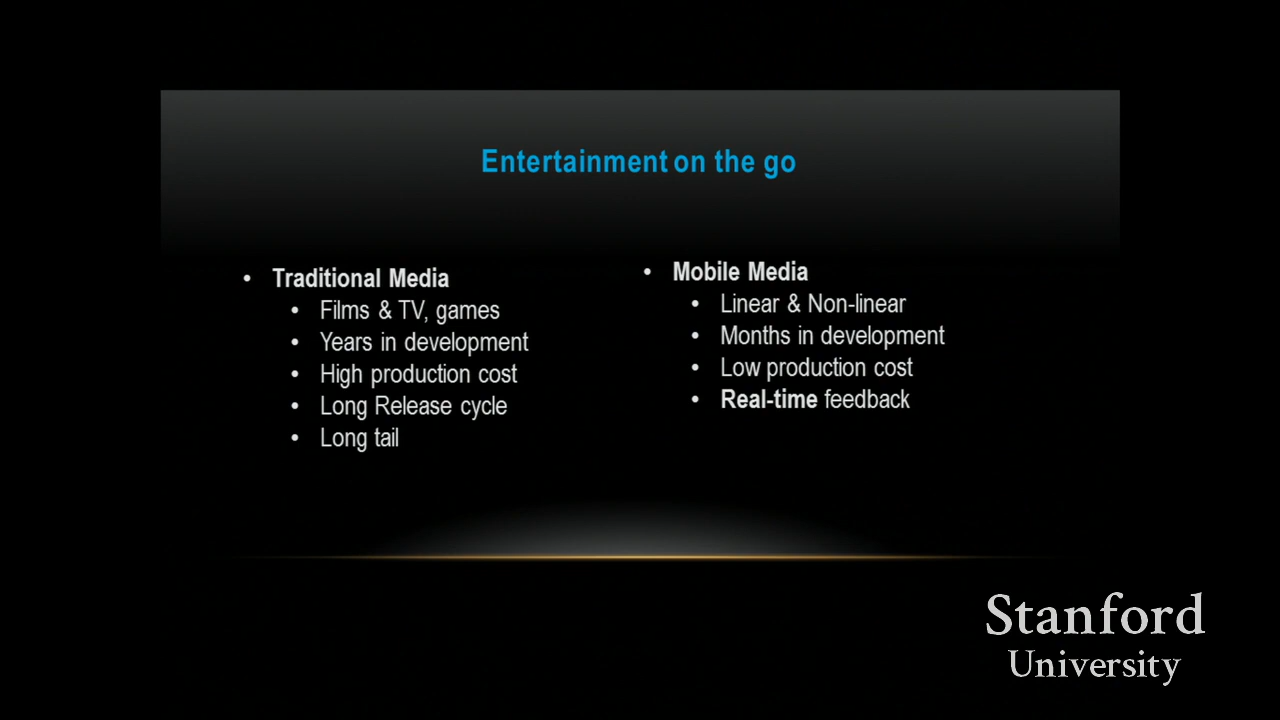 Entertainment on the go
• Traditional Media
• Films & TV, games
• Years in development
• High production cost
• Long Release cycle
• Long tail
• Mobile Media
• Linear & Non-linear
• Months in development
• Low production cost
• Real-time feedback
Stanford
University